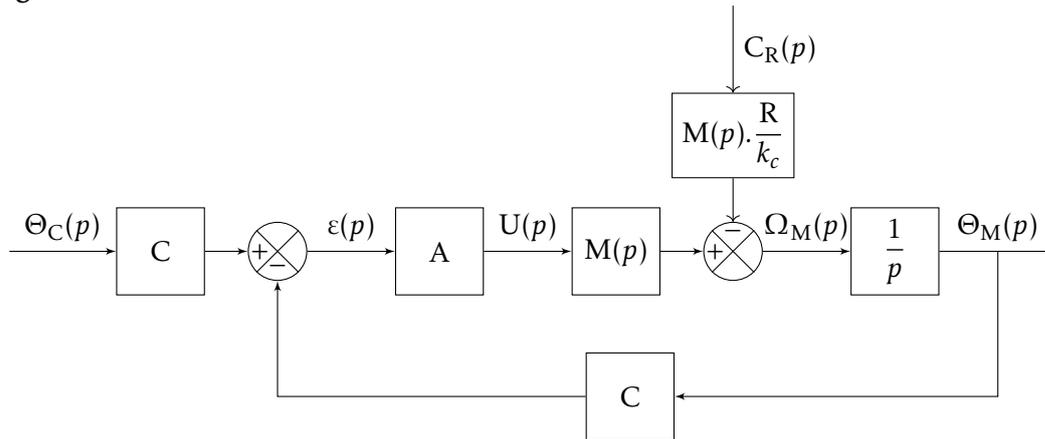 C_R(p)
M(p).R/k_c
Θ_C(p)
C
+
−
ε(p)
A
U(p)
M(p)
+
−
Ω_M(p)
1/p
Θ_M(p)
C